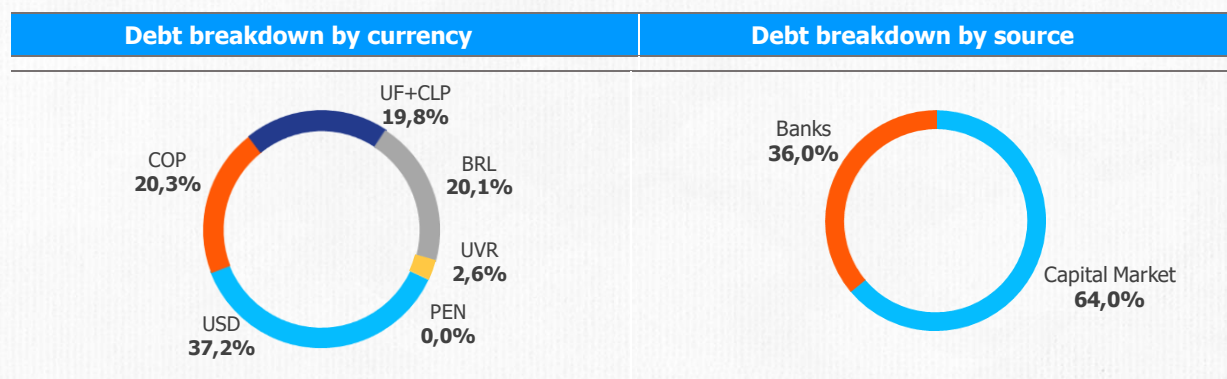 Debt breakdown by currency
Debt breakdown by source
UF+CLP
19,8%
COP
20,3%
BRL
20,1%
UVR
2,6%
PEN
0,0%
USD
37,2%
Banks
36,0%
Capital Market
64,0%